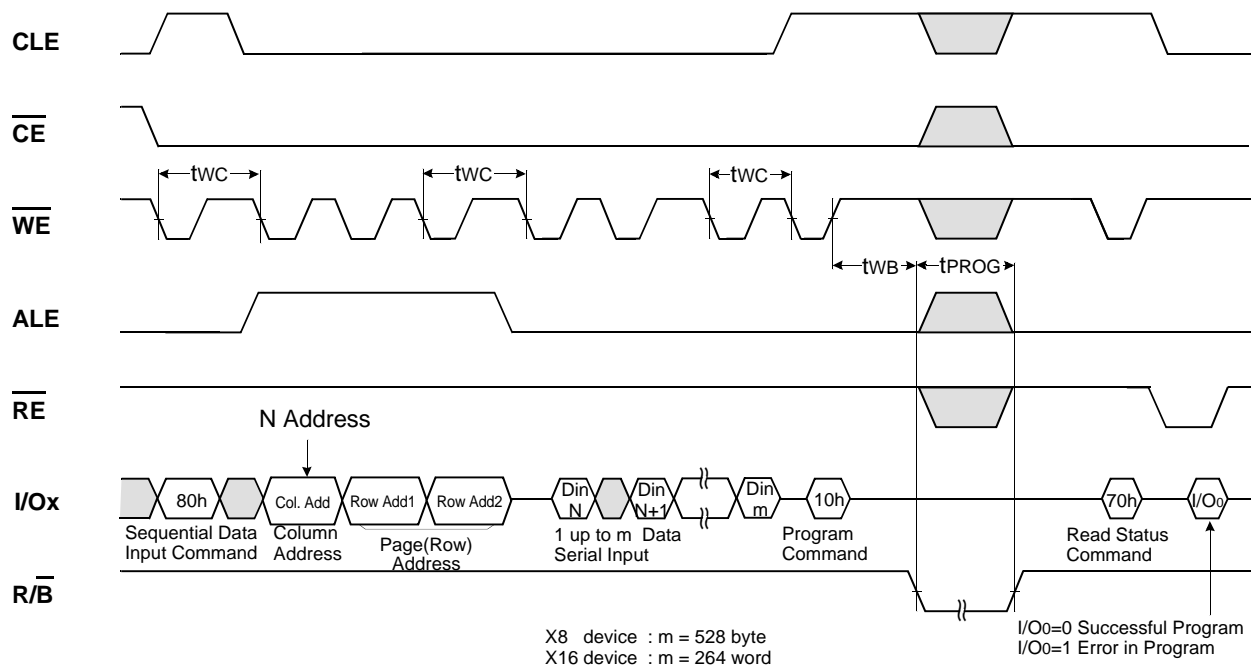 CLE
CE
tWC tWC tWC
WE
tWB tPROG
ALE
RE
N Address
I/Ox
80h Col. Add Row Add1 Row Add2 Din N Din N+1 Din m 10h 70h I/O0
Sequential Data Input Command
Column Address
Page(Row) Address
1 up to m Data Serial Input
Program Command
Read Status Command
R/B
X8 device : m = 528 byte
X16 device : m = 264 word
I/O0=0 Successful Program
I/O0=1 Error in Program